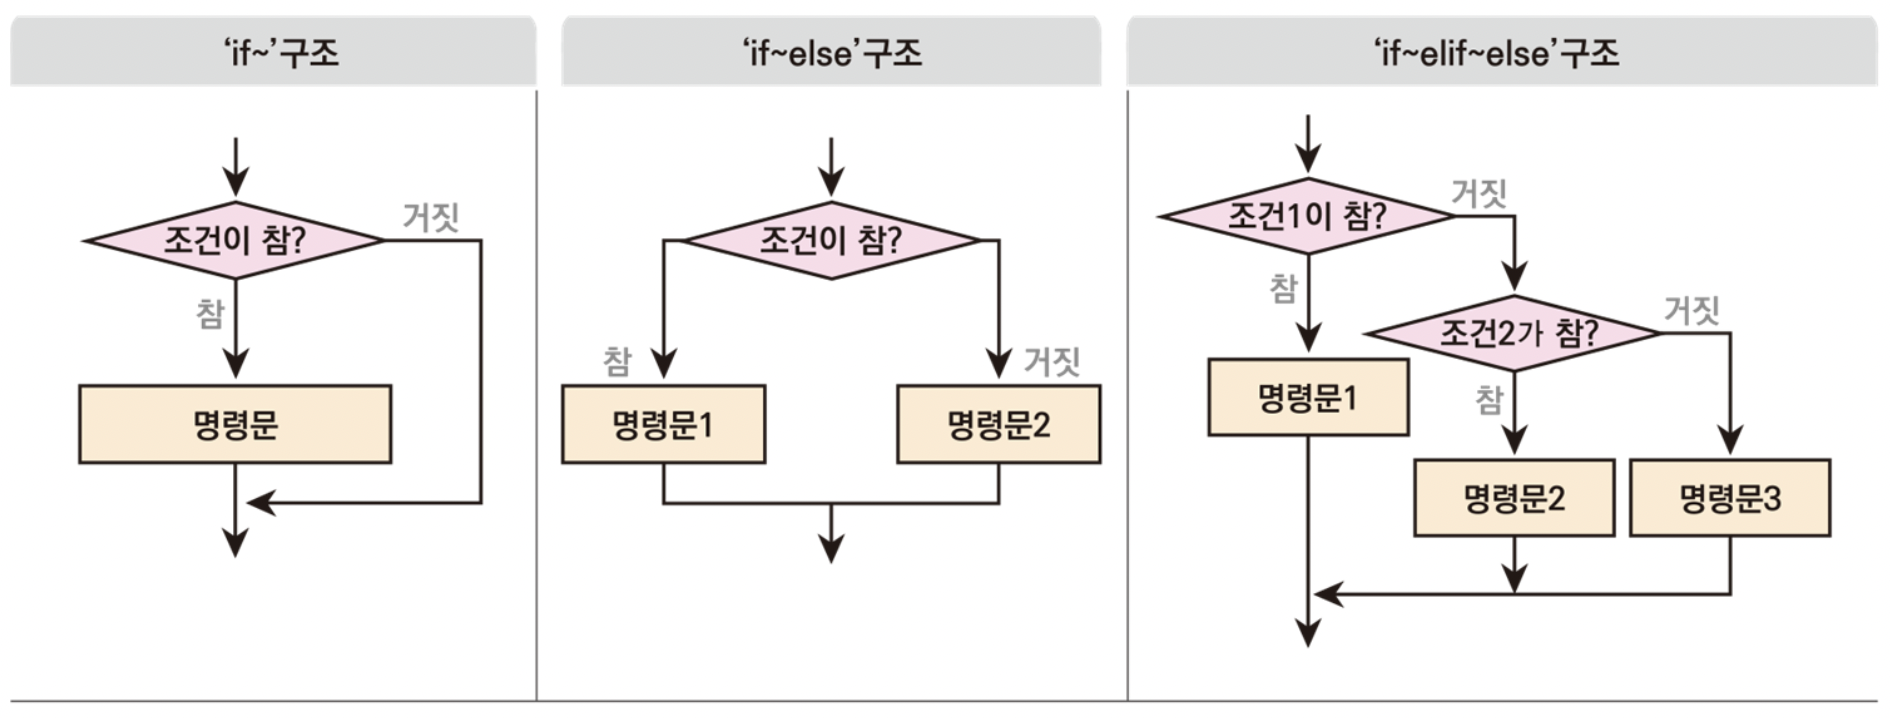 ‘if~’구조
조건이 참?
거짓
참
명령문
‘if~else’구조
조건이 참?
참
거짓
명령문1
명령문2
‘if~elif~else’구조
조건1이 참?
거짓
참
조건2가 참?
거짓
명령문1
참
명령문2
명령문3